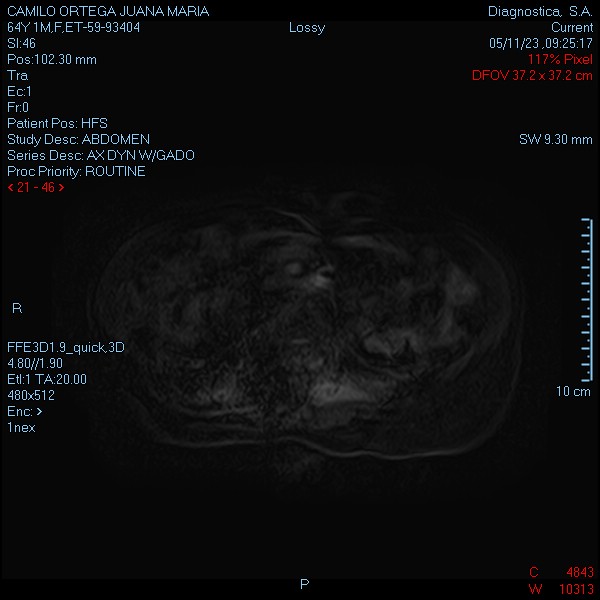 CAMILO ORTEGA JUANA MARIA
64Y 1M,F,ET-59-93404
SI:46
Pos:102.30 mm
Tra
Ec:1
Fr:0
Patient Pos: HFS
Study Desc: ABDOMEN
Series Desc: AX DYN W/GADO
Proc Priority: ROUTINE
< 21 - 46 >
Lossy
Diagnostica, S.A.
Current
05/11/23 ,09:25:17
117% Pixel
DFOV 37.2 x 37.2 cm
SW 9.30 mm
R
FFE3D1.9_quick,3D
4.80//1.90
Etl:1 TA:20.00
480x512
Enc: >
1nex
10 cm
P
C 4843
W 10313